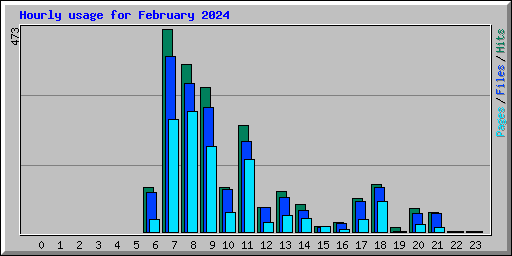 Hourly usage for February 2024
473
Pages / Files / Hits
0 1 2 3 4 5 6 7 8 9 10 11 12 13 14 15 16 17 18 19 20 21 22 23